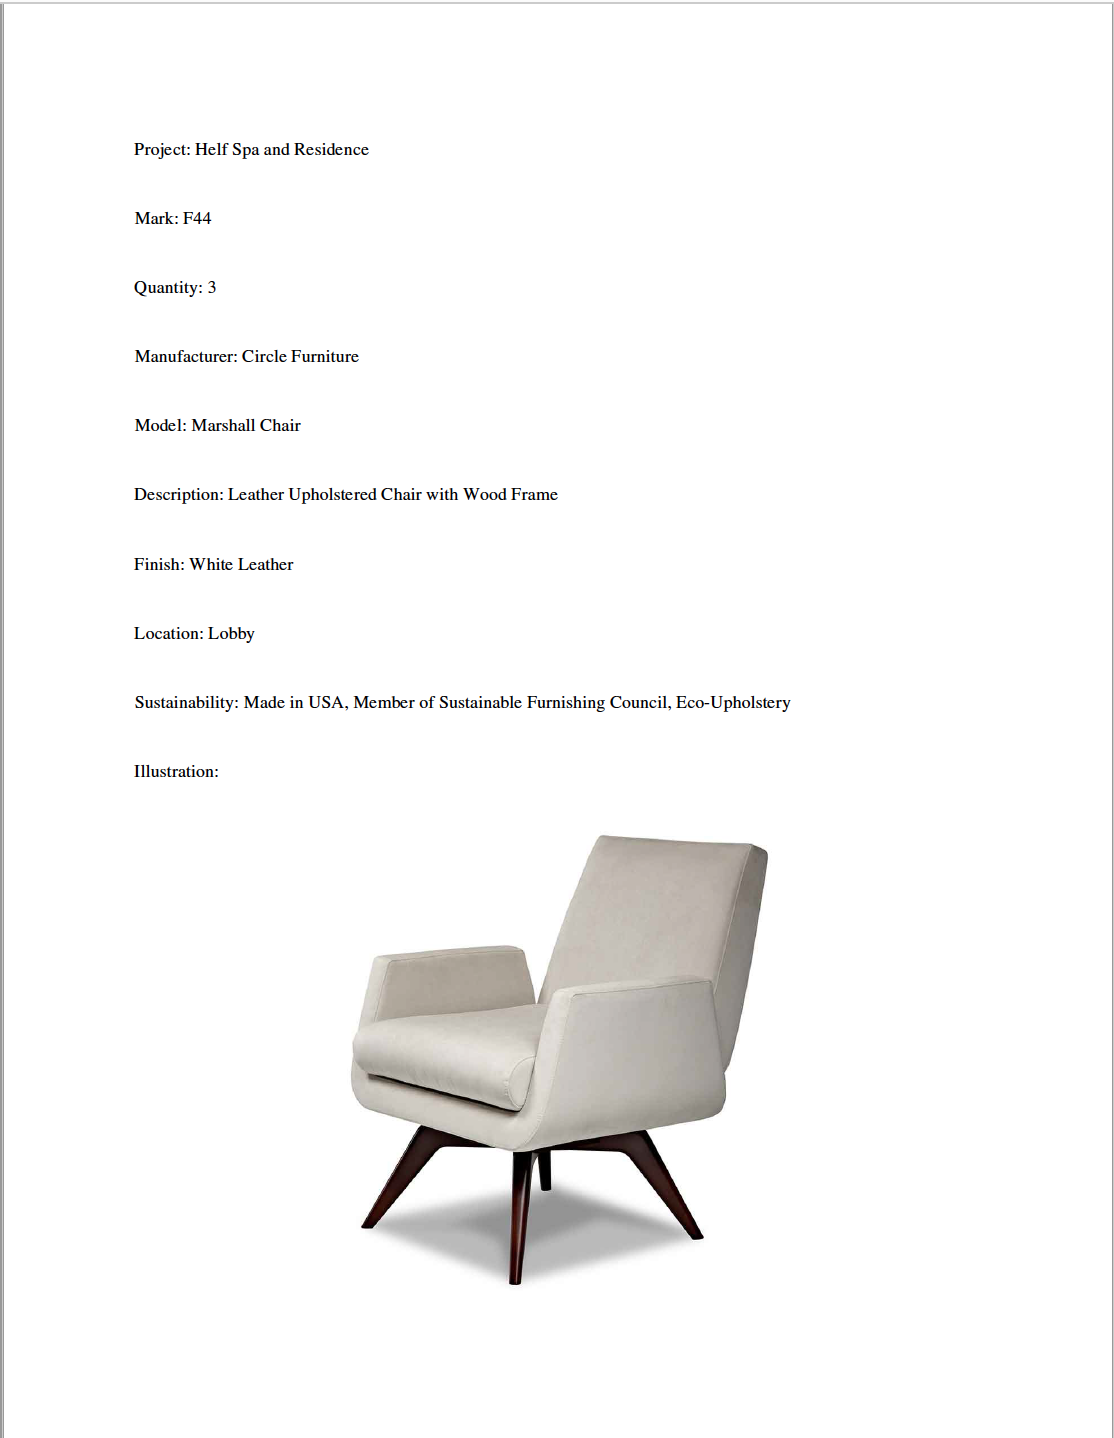 Project: Helf Spa and Residence
Mark: F44
Quantity: 3
Manufacturer: Circle Furniture
Model: Marshall Chair
Description: Leather Upholstered Chair with Wood Frame
Finish: White Leather
Location: Lobby
Sustainability: Made in USA, Member of Sustainable Furnishing Council, Eco-Upholstery
Illustration: